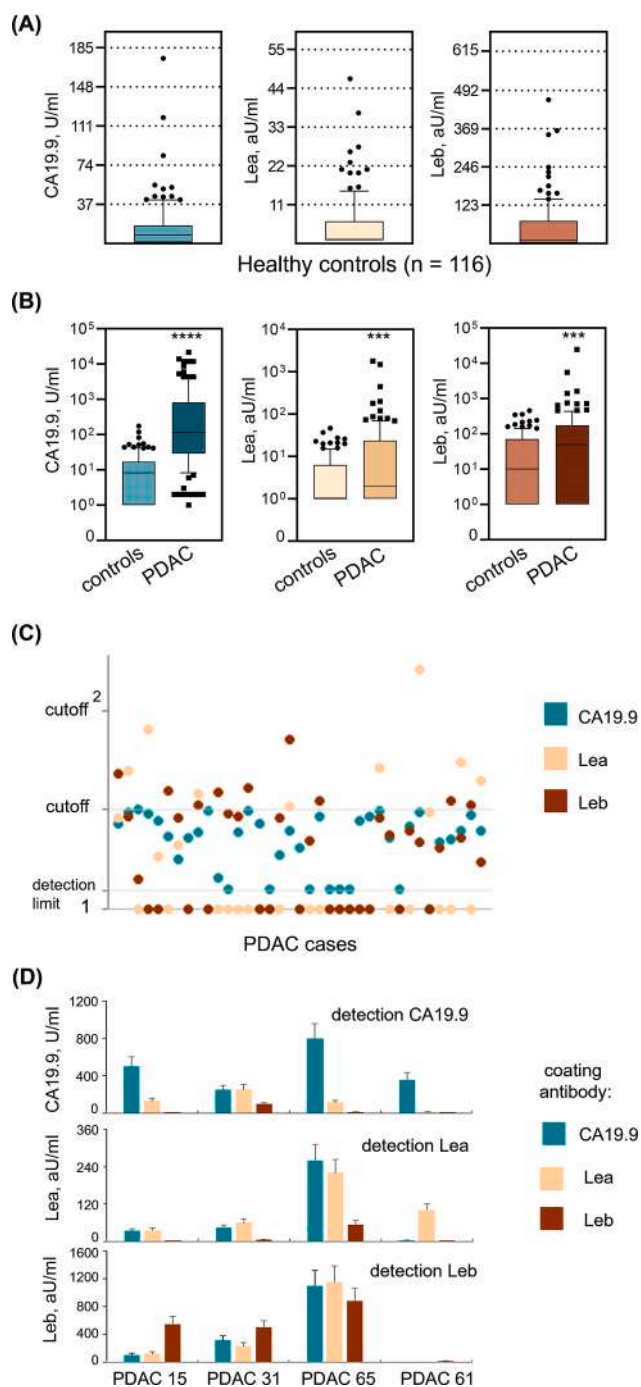 (A)
CA19.9, U/ml
185
148
111
74
37
Lea, aU/ml
55
44
33
22
11
Leb, aU/ml
615
492
369
246
123
Healthy controls (n = 116)
(B)
CA19.9, U/ml
10⁵
10⁴
10³
10²
10¹
10⁰
0
****
controls
PDAC
Lea, aU/ml
10⁴
10³
10²
10¹
10⁰
0
***
controls
PDAC
Leb, aU/ml
10⁵
10⁴
10³
10²
10¹
10⁰
0
***
controls
PDAC
(C)
cutoff ²
cutoff
detection
limit 1
PDAC cases
CA19.9
Lea
Leb
(D)
CA19.9, U/ml
1200
800
400
0
detection CA19.9
Lea, aU/ml
360
240
120
0
detection Lea
Leb, aU/ml
1600
1200
800
400
0
detection Leb
PDAC 15 PDAC 31 PDAC 65 PDAC 61
coating
antibody:
CA19.9
Lea
Leb